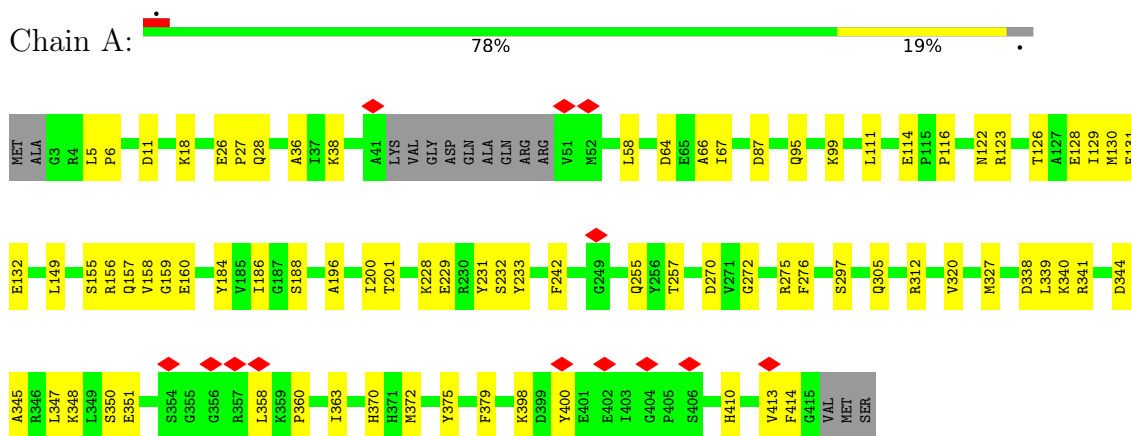 Chain A:
78%
19%
MET ALA G3 R4 L5 P6 D11 K18 E26 P27 Q28 A36 I37 K38 A41 LYS VAL GLY ASP GLN ALA GLN ARG ARG V51 M52 L58 D64 E65 A66 I67 D87 Q95 K99 L111 E114 P115 P116 N122 R123 T126 A127 E128 I129 M130 E131
E132 L149 S155 R156 Q157 V158 G159 E160 Y184 V185 I186 G187 S188 A196 I200 T201 K228 E229 R230 Y231 S232 Y233 F242 G249 Q255 Y256 T257 D270 V271 G272 R275 F276 S297 Q305 R312 V320 M327 D338 L339 K340 R341 D344
A345 R346 L347 K348 L349 S350 E351 S354 G355 G356 R357 L358 K359 P360 I363 H370 H371 M372 Y375 F379 K398 D399 Y400 E401 E402 I403 G404 P405 S406 H410 V413 F414 G415 VAL MET SER